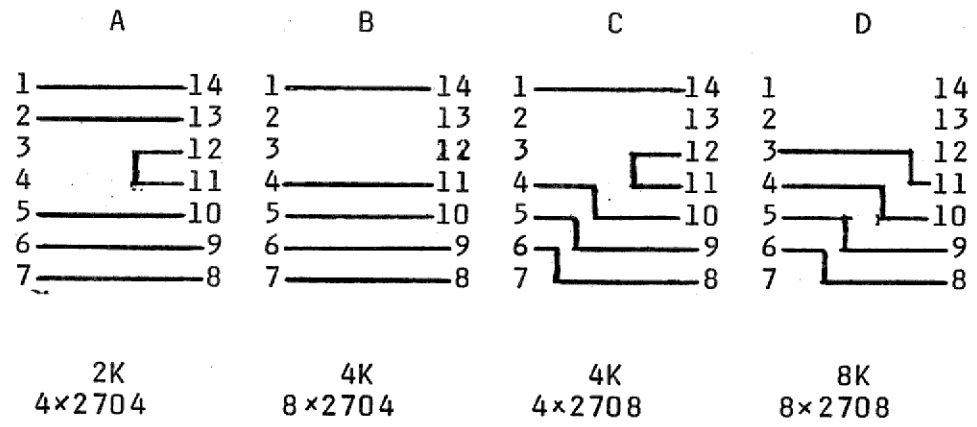 A B C D
1 14 1 14 1 14 1 14
2 13 2 13 2 13 2 13
3 12 3 12 3 12 3 12
4 11 4 11 4 11 4 11
5 10 5 10 5 10 5 10
6 9 6 9 6 9 6 9
7 8 7 8 7 8 7 8
2K 4K 4K 8K
4×2704 8×2704 4×2708 8×2708